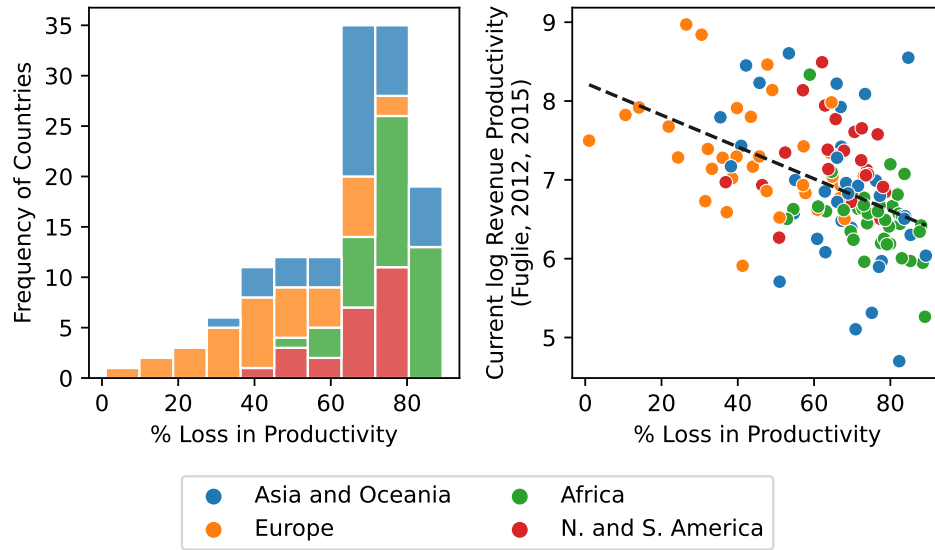 35
30
25
20
15
10
5
0
Frequency of Countries
0 20 40 60 80
% Loss in Productivity
9
8
7
6
5
Current log Revenue Productivity
(Fuglie, 2012, 2015)
0 20 40 60 80
% Loss in Productivity
Asia and Oceania
Europe
Africa
N. and S. America